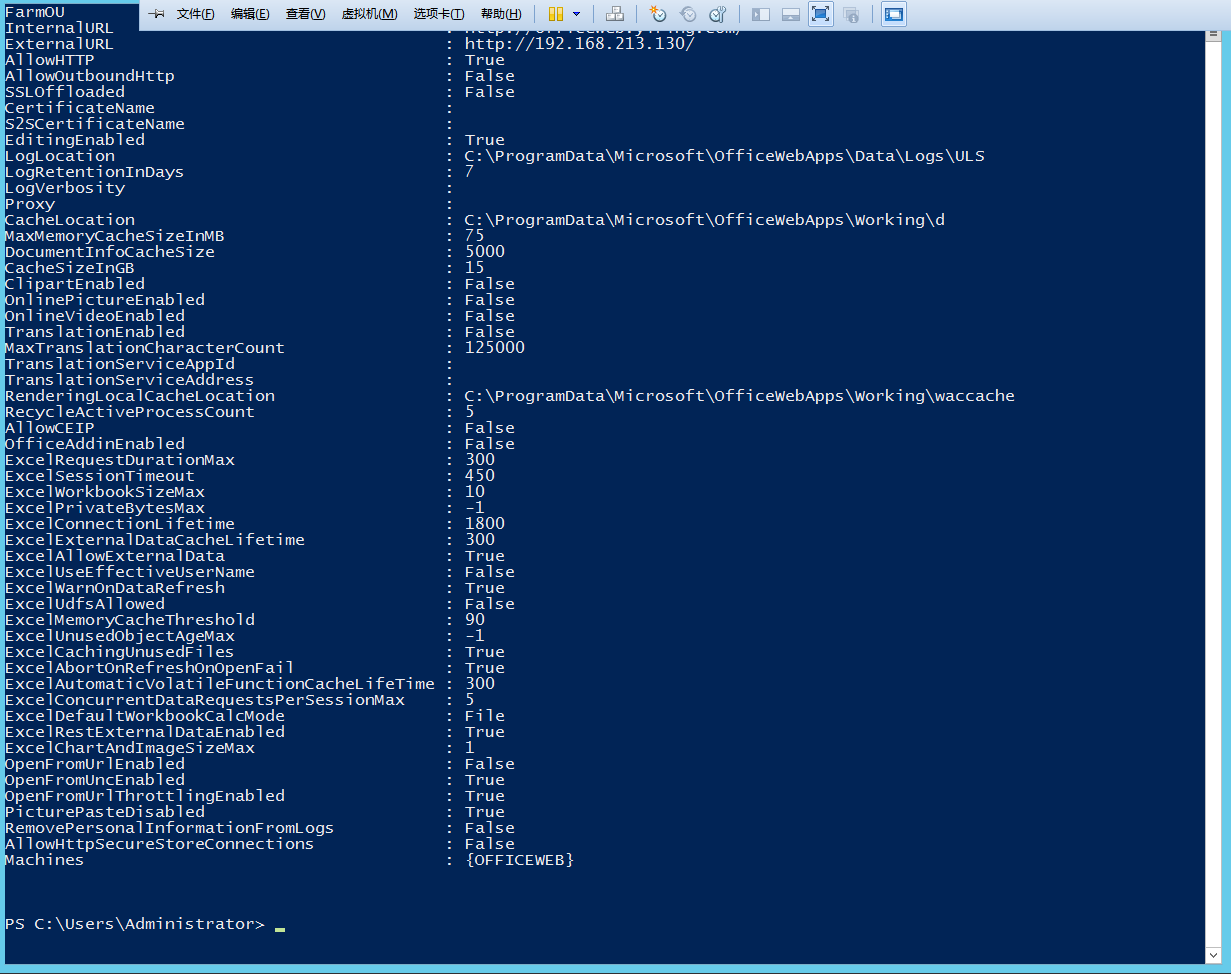 FarmOU
文件(F) 编辑(E) 查看(V) 虚拟机(M) 选项卡(T) 帮助(H)
InternalURL :
ExternalURL : http://192.168.213.130/
AllowHTTP : True
AllowOutboundHttp : False
SSLOffloaded : False
CertificateName :
S2SCertificateName :
EditingEnabled : True
LogLocation : C:\ProgramData\Microsoft\OfficeWebApps\Data\Logs\ULS
LogRetentionInDays : 7
LogVerbosity :
Proxy :
CacheLocation : C:\ProgramData\Microsoft\OfficeWebApps\Working\d
MaxMemoryCacheSizeInMB : 75
DocumentInfoCacheSize : 5000
CacheSizeInGB : 15
ClipartEnabled : False
OnlinePictureEnabled : False
OnlineVideoEnabled : False
TranslationEnabled : False
MaxTranslationCharacterCount : 125000
TranslationServiceAppId :
TranslationServiceAddress :
RenderingLocalCacheLocation : C:\ProgramData\Microsoft\OfficeWebApps\Working\waccache
RecycleActiveProcessCount : 5
AllowCEIP : False
OfficeAddinEnabled : False
ExcelRequestDurationMax : 300
ExcelSessionTimeout : 450
ExcelWorkbookSizeMax : 10
ExcelPrivateBytesMax : -1
ExcelConnectionLifetime : 1800
ExcelExternalDataCacheLifetime : 300
ExcelAllowExternalData : True
ExcelUseEffectiveUserName : False
ExcelWarnOnDataRefresh : True
ExcelUdfsAllowed : False
ExcelMemoryCacheThreshold : 90
ExcelUnusedObjectAgeMax : -1
ExcelCachingUnusedFiles : True
ExcelAbortOnRefreshOnOpenFail : True
ExcelAutomaticVolatileFunctionCacheLifeTime : 300
ExcelConcurrentDataRequestsPerSessionMax : 5
ExcelDefaultWorkbookCalcMode : File
ExcelRestExternalDataEnabled : True
ExcelChartAndImageSizeMax : 1
OpenFromUrlEnabled : False
OpenFromUncEnabled : True
OpenFromUrlThrottlingEnabled : True
PicturePasteDisabled : True
RemovePersonalInformationFromLogs : False
AllowHttpSecureStoreConnections : False
Machines : {OFFICEWEB}
PS C:\Users\Administrator>